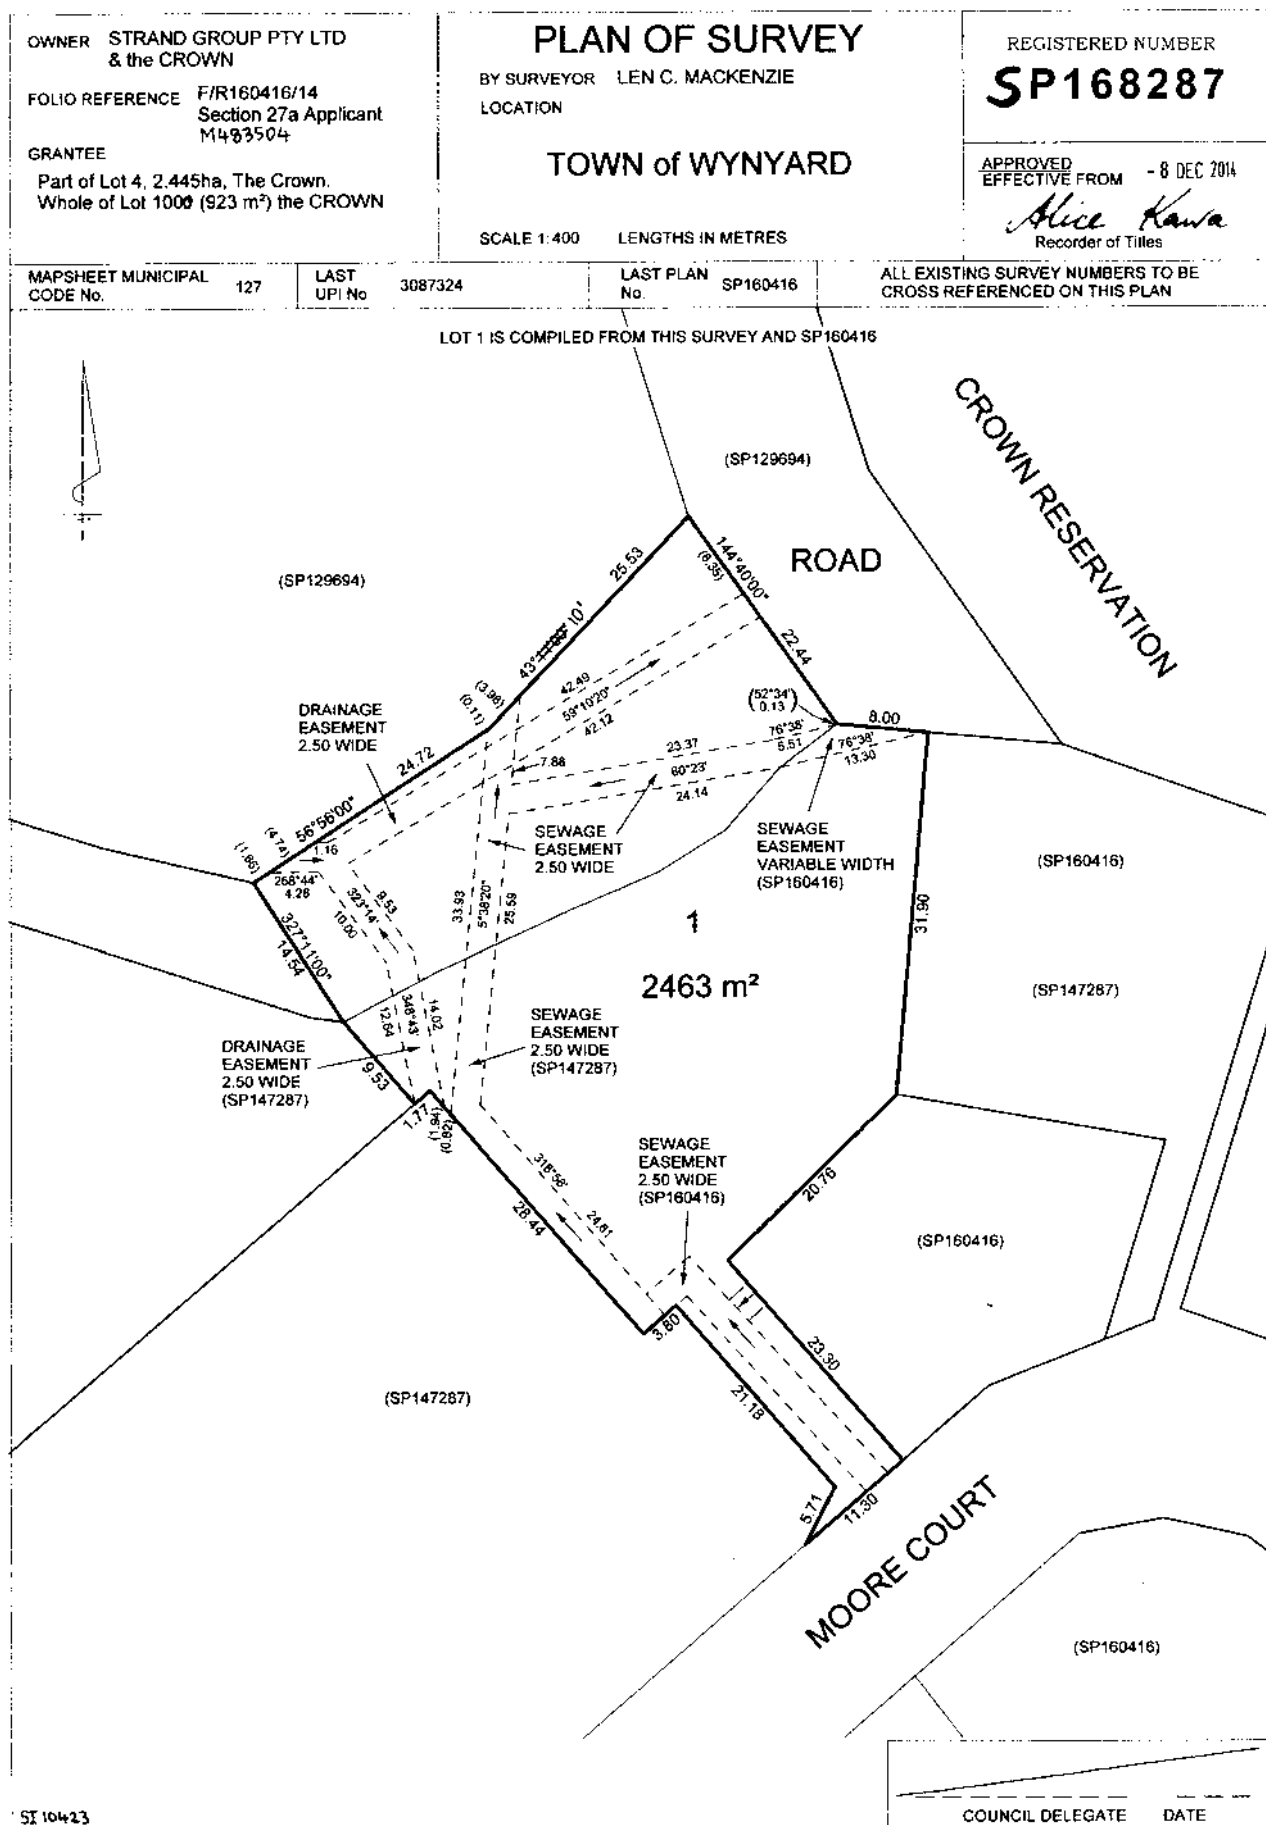 OWNER STRAND GROUP PTY LTD
& the CROWN
FOLIO REFERENCE F/R160416/14
Section 27a Applicant
M483504
GRANTEE
Part of Lot 4, 2.445ha, The Crown.
Whole of Lot 1000 (923 m²) the CROWN
PLAN OF SURVEY
BY SURVEYOR LEN C. MACKENZIE
LOCATION
TOWN of WYNYARD
SCALE 1:400 LENGTHS IN METRES
REGISTERED NUMBER
SP168287
APPROVED
EFFECTIVE FROM - 8 DEC 2014
Alice Kawa
Recorder of Titles
MAPSHEET MUNICIPAL
CODE No. 127
LAST
UPI No 3087324
LAST PLAN
No. SP160416
ALL EXISTING SURVEY NUMBERS TO BE
CROSS REFERENCED ON THIS PLAN
LOT 1 IS COMPILED FROM THIS SURVEY AND SP160416
CROWN RESERVATION
(SP129694)
ROAD
(SP129694)
25.53
144°40'00"
(8.35)
22.44
43° 10"
(3.98)
(0.11)
42.49
59°19'20"
42.12
(52°34')
0.13
8.00
DRAINAGE
EASEMENT
2.50 WIDE
24.72
56°56'00"
7.88
23.37
76°38'
5.51
76°38'
13.30
60°23'
24.14
(4.74)
(1.86)
1.16
268°44'
4.26
SEWAGE
EASEMENT
2.50 WIDE
SEWAGE
EASEMENT
VARIABLE WIDTH
(SP160416)
(SP160416)
9.53
323°14'
10.00
33.93
5°38'20"
25.59
327°11'00"
14.54
1
2463 m²
31.90
(SP147287)
14.02
348°43'
12.64
SEWAGE
EASEMENT
2.50 WIDE
(SP147287)
DRAINAGE
EASEMENT
2.50 WIDE
(SP147287)
9.53
1.77
(1.94)
(0.82)
SEWAGE
EASEMENT
2.50 WIDE
(SP160416)
318°58'
24.81
28.44
20.76
(SP160416)
3.80
23.30
21.18
(SP147287)
5.71
11.30
MOORE COURT
(SP160416)
COUNCIL DELEGATE DATE
SI 10423